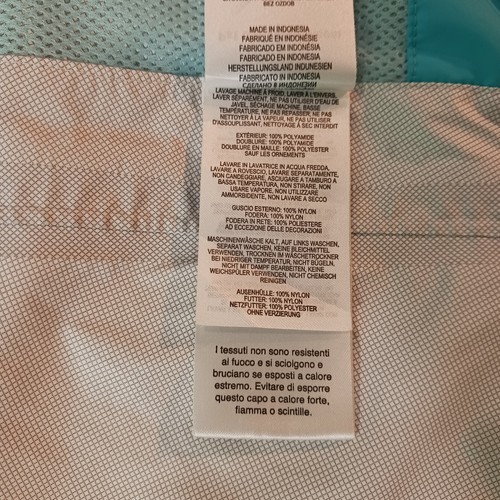 BEZ OZDOB
MADE IN INDONESIA
FABRIQUÉ EN INDONÉSIE
FABRICADO EM INDONÉSIA
FABRICADO EN INDONESIA
HERSTELLUNGSLAND INDUNESIEN
FABBRICATO IN INDONESIA
СДЕЛАНО В ИНДОНЕЗИИ
LAVAGE MACHINE A FROID, LAVER À L'ENVERS,
LAVER SÉPARÉMENT, NE PAS UTILISER D'EAU DE
JAVEL, SÉCHAGE MACHINE, BASSE
TEMPÉRATURE, NE PAS REPASSER, NE PAS
NETTOYER À LA VAPEUR, NE PAS UTILISER
D'ASSOUPLISSANT, NETTOYAGE À SEC INTERDIT
EXTÉRIEUR: 100% POLYAMIDE
DOUBLURE: 100% POLYAMIDE
DOUBLURE EN MAILLE: 100% POLYESTER
SAUF LES ORNEMENTS
LAVARE IN LAVATRICE IN ACQUA FREDDA,
LAVARE A ROVESCIO, LAVARE SEPARATAMENTE,
NON CANDEGGIARE, ASCIUGARE A TAMBURO A
BASSA TEMPERATURA, NON STIRARE, NON
USARE VAPORE, NON UTILIZZARE
AMMORBIDENTE, NON LAVARE A SECCO
GUSCIO ESTERNO: 100% NYLON
FODERA: 100% NYLON
FODERA IN RETE: 100% POLIESTERE
AD ECCEZIONE DELLE DECORAZIONI
MASCHINENWÄSCHE KALT, AUF LINKS WASCHEN,
SEPARAT WASCHEN, KEINE BLEICHMITTEL
VERWENDEN, TROCKNEN IM WÄSCHETROCKNER
BEI NIEDRIGER TEMPERATUR, NICHT BÜGELN,
NICHT MIT DAMPF BEARBEITEN, KEINE
WEICHSPÜLER VERWENDEN, NICHT CHEMISCH
REINIGEN
AUßENHÜLLE: 100% NYLON
FUTTER: 100% NYLON
NETZFUTTER: 100% POLYESTER
OHNE VERZIERUNG
I tessuti non sono resistenti
al fuoco e si sciolgono e
bruciano se esposti a calore
estremo. Evitare di esporre
questo capo a calore forte,
fiamma o scintille.